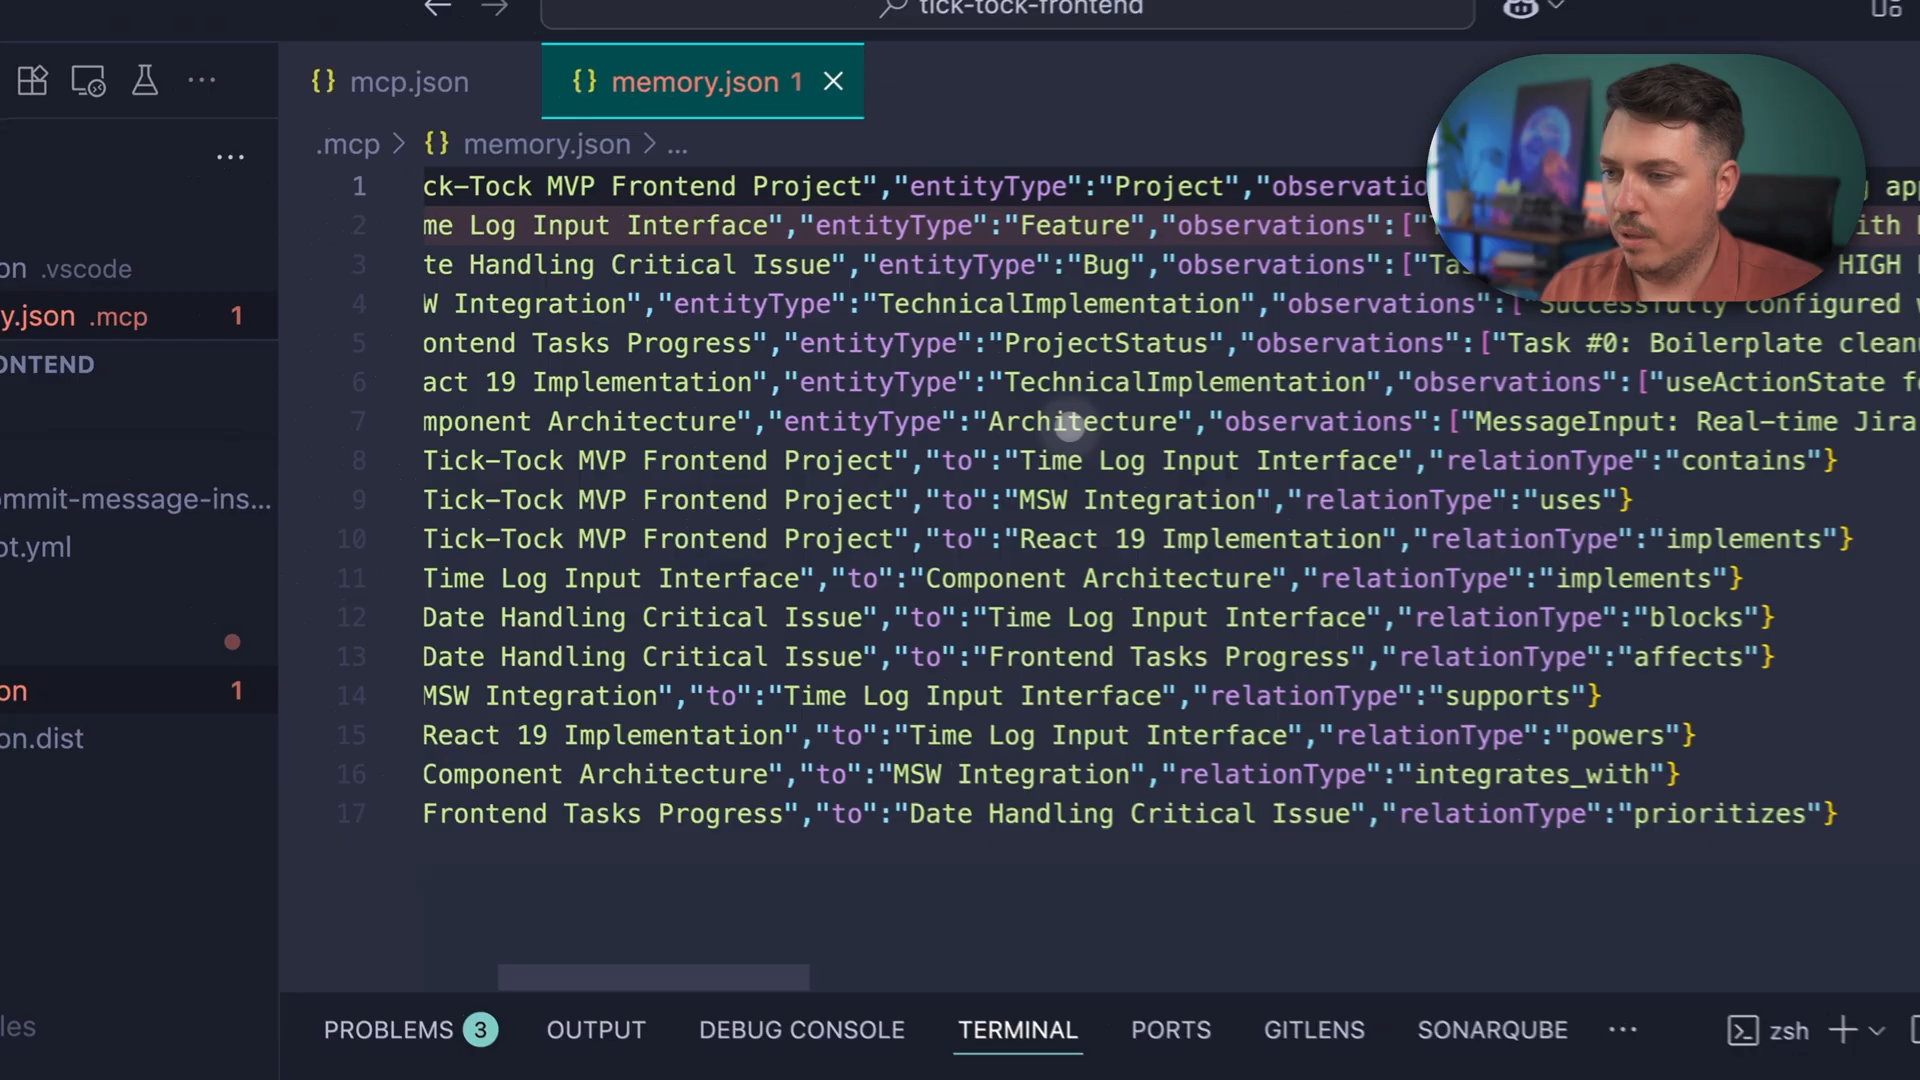 tick-tock-frontend
mcp.json
memory.json 1
.mcp > memory.json > ...
1 ck-Tock MVP Frontend Project","entityType":"Project","observatio app
2 me Log Input Interface","entityType":"Feature","observations":[" ith
3 te Handling Critical Issue","entityType":"Bug","observations":["Tas HIGH
4 W Integration","entityType":"TechnicalImplementation","observations":["Successfully configured
5 ontend Tasks Progress","entityType":"ProjectStatus","observations":["Task #0: Boilerplate clean
6 act 19 Implementation","entityType":"TechnicalImplementation","observations":["useActionState fo
7 mponent Architecture","entityType":"Architecture","observations":["MessageInput: Real-time Jira
8 Tick-Tock MVP Frontend Project","to":"Time Log Input Interface","relationType":"contains"}
9 Tick-Tock MVP Frontend Project","to":"MSW Integration","relationType":"uses"}
10 Tick-Tock MVP Frontend Project","to":"React 19 Implementation","relationType":"implements"}
11 Time Log Input Interface","to":"Component Architecture","relationType":"implements"}
12 Date Handling Critical Issue","to":"Time Log Input Interface","relationType":"blocks"}
13 Date Handling Critical Issue","to":"Frontend Tasks Progress","relationType":"affects"}
14 MSW Integration","to":"Time Log Input Interface","relationType":"supports"}
15 React 19 Implementation","to":"Time Log Input Interface","relationType":"powers"}
16 Component Architecture","to":"MSW Integration","relationType":"integrates_with"}
17 Frontend Tasks Progress","to":"Date Handling Critical Issue","relationType":"prioritizes"}
on .vscode
y.json .mcp 1
ONTEND
ommit-message-ins...
ot.yml
on 1
on.dist
les
PROBLEMS 3 OUTPUT DEBUG CONSOLE TERMINAL PORTS GITLENS SONARQUBE ... zsh